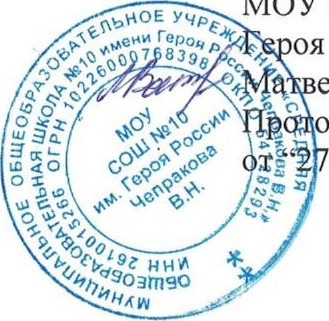 МОУ
Героя
Матве
Прото
от “27
МУНИЦИПАЛЬНОЕ ОБЩЕОБРАЗОВАТЕЛЬНОЕ УЧРЕЖДЕНИЕ «СРЕДНЯЯ
ОБЩЕОБРАЗОВАТЕЛЬНАЯ ШКОЛА №10 имени Героя России
ИНН 2610015266 ОГРН 1022600076839
МОУ
СОШ №10
им. Героя России
Чепракова
В.Н.